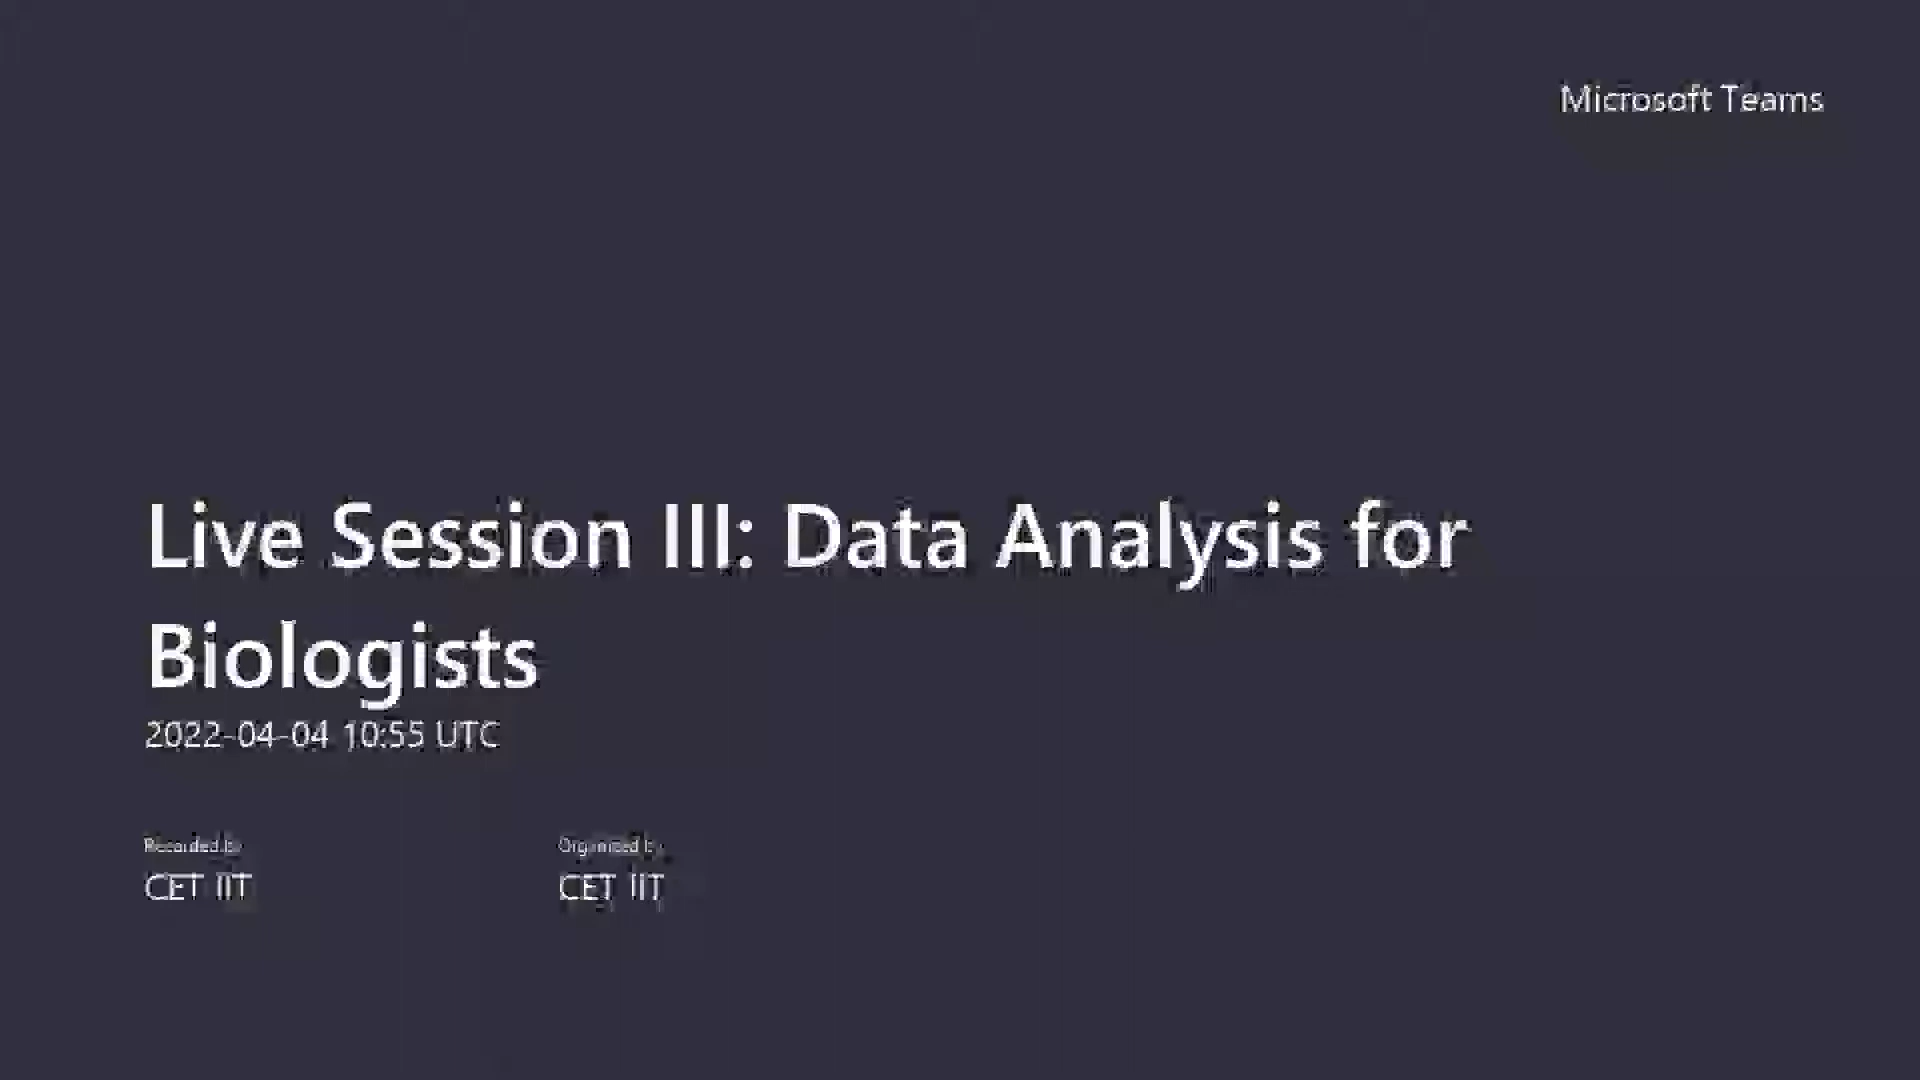 Microsoft Teams
Live Session III: Data Analysis for
Biologists
2022-04-04 10:55 UTC
Recorded by
Organized by
CET IIT
CET IIT